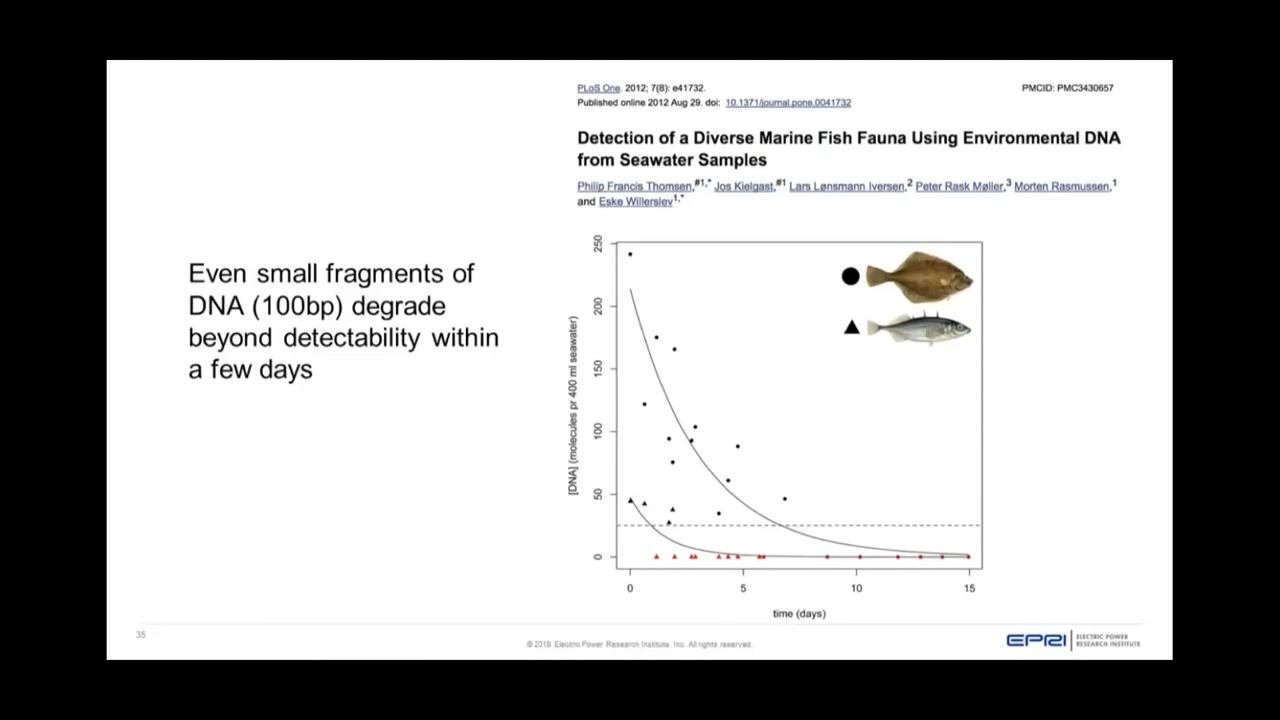 PLoS One. 2012; 7(8): e41732.
PMCID: PMC3430657
Published online 2012 Aug 29. doi: 10.1371/journal.pone.0041732
Detection of a Diverse Marine Fish Fauna Using Environmental DNA
from Seawater Samples
Philip Francis Thomsen,#1,* Jos Kielgast,#1 Lars Lønsmann Iversen,2 Peter Rask Møller,3 Morten Rasmussen,1
and Eske Willerslev1,*
Even small fragments of
DNA (100bp) degrade
beyond detectability within
a few days
[DNA] (molecules pr 400 ml seawater)
250
200
150
100
50
0
0 5 10 15
time (days)
35
© 2018 Electric Power Research Institute, Inc. All rights reserved.
EPRI
ELECTRIC POWER
RESEARCH INSTITUTE